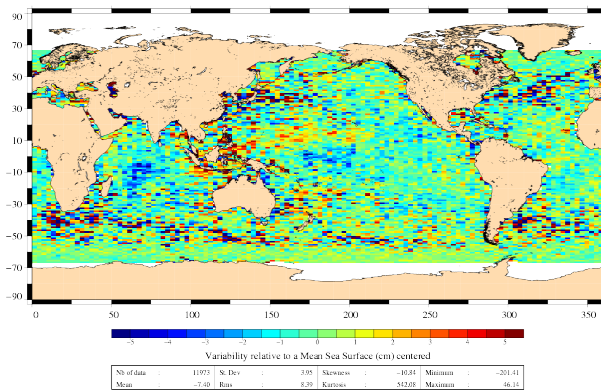 90
70
50
30
10
−10
−30
−50
−70
−90
0 50 100 150 200 250 300 350
−5 −4 −3 −2 −1 0 1 2 3 4 5
Variability relative to a Mean Sea Surface (cm) centered
Nb of data : 11973 St. Dev : 3.95 Skewness : −10.84 Minimum : −201.41
Mean : −7.40 Rms : 8.39 Kurtosis : 542.08 Maximum : 46.14